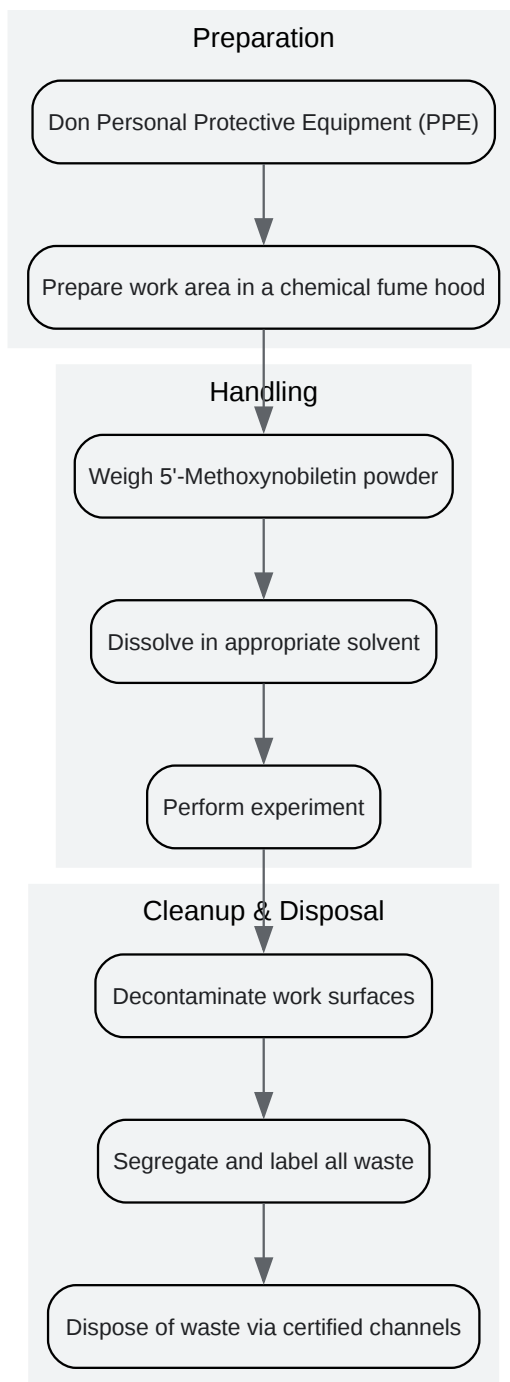 Preparation
Don Personal Protective Equipment (PPE)
Prepare work area in a chemical fume hood
Handling
Weigh 5'-Methoxynobiletin powder
Dissolve in appropriate solvent
Perform experiment
Cleanup & Disposal
Decontaminate work surfaces
Segregate and label all waste
Dispose of waste via certified channels